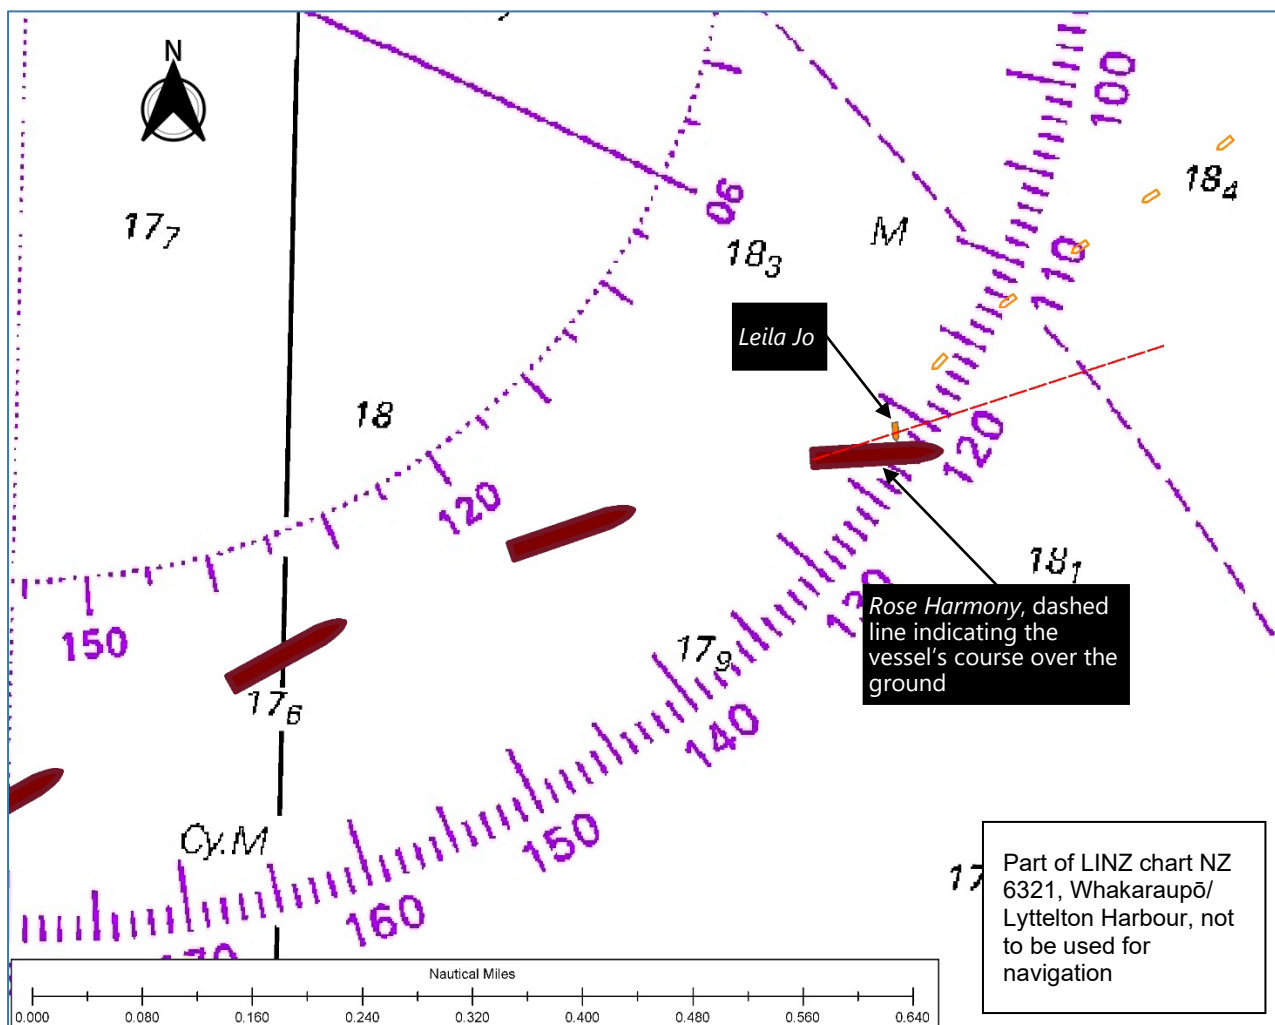 N
100
18₄
90
17₇
M
18₃
110
Leila Jo
18
120
120
18₁
130
Rose Harmony, dashed
line indicating the
vessel's course over the
ground
150
17₉
17₆
140
Cy.M
150
17
Part of LINZ chart NZ
6321, Whakaraupō/
Lyttelton Harbour, not
to be used for
navigation
160
170
Nautical Miles
0.000 0.080 0.160 0.240 0.320 0.400 0.480 0.560 0.640